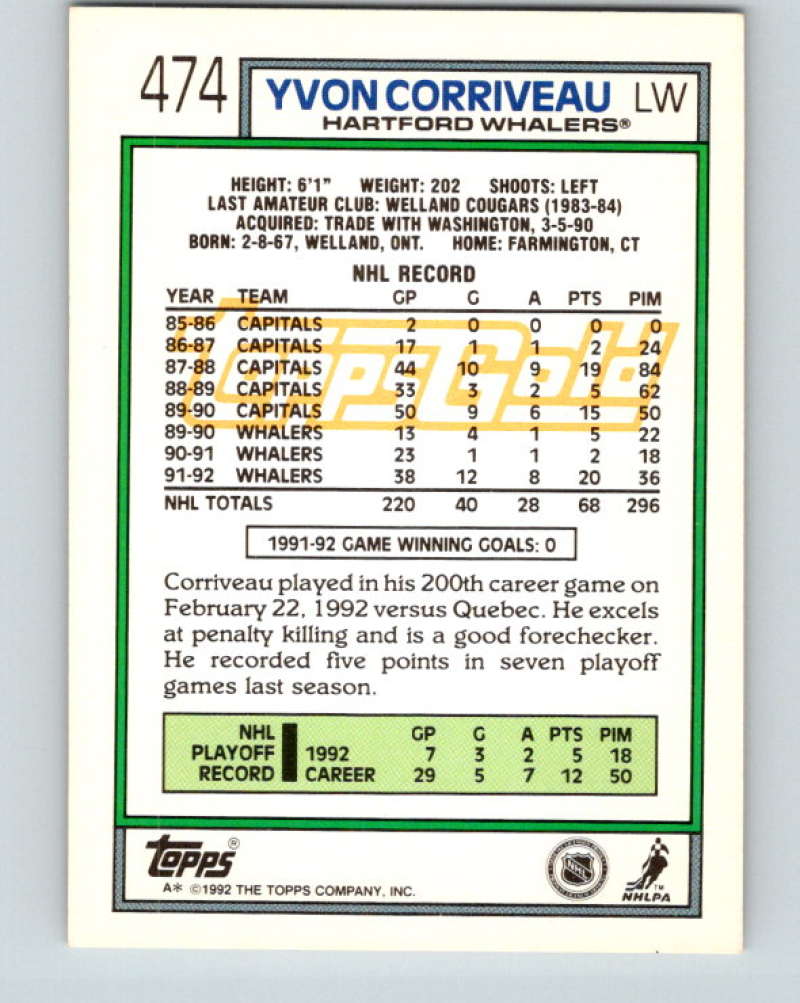 474 YVON CORRIVEAU LW
HARTFORD WHALERS®
HEIGHT: 6'1" WEIGHT: 202 SHOOTS: LEFT
LAST AMATEUR CLUB: WELLAND COUGARS (1983-84)
ACQUIRED: TRADE WITH WASHINGTON, 3-5-90
BORN: 2-8-67, WELLAND, ONT. HOME: FARMINGTON, CT
NHL RECORD
YEAR TEAM GP G A PTS PIM
85-86 CAPITALS 2 0 0 0 0
86-87 CAPITALS 17 1 1 2 24
87-88 CAPITALS 44 10 9 19 84
88-89 CAPITALS 33 3 2 5 62
89-90 CAPITALS 50 9 6 15 50
89-90 WHALERS 13 4 1 5 22
90-91 WHALERS 23 1 1 2 18
91-92 WHALERS 38 12 8 20 36
NHL TOTALS 220 40 28 68 296
Topps Gold
1991-92 GAME WINNING GOALS: 0
Corriveau played in his 200th career game on
February 22, 1992 versus Quebec. He excels
at penalty killing and is a good forechecker.
He recorded five points in seven playoff
games last season.
NHL GP G A PTS PIM
PLAYOFF 1992 7 3 2 5 18
RECORD CAREER 29 5 7 12 50
TOPPS®
A* ©1992 THE TOPPS COMPANY, INC.
NHL
TM
NHLPA